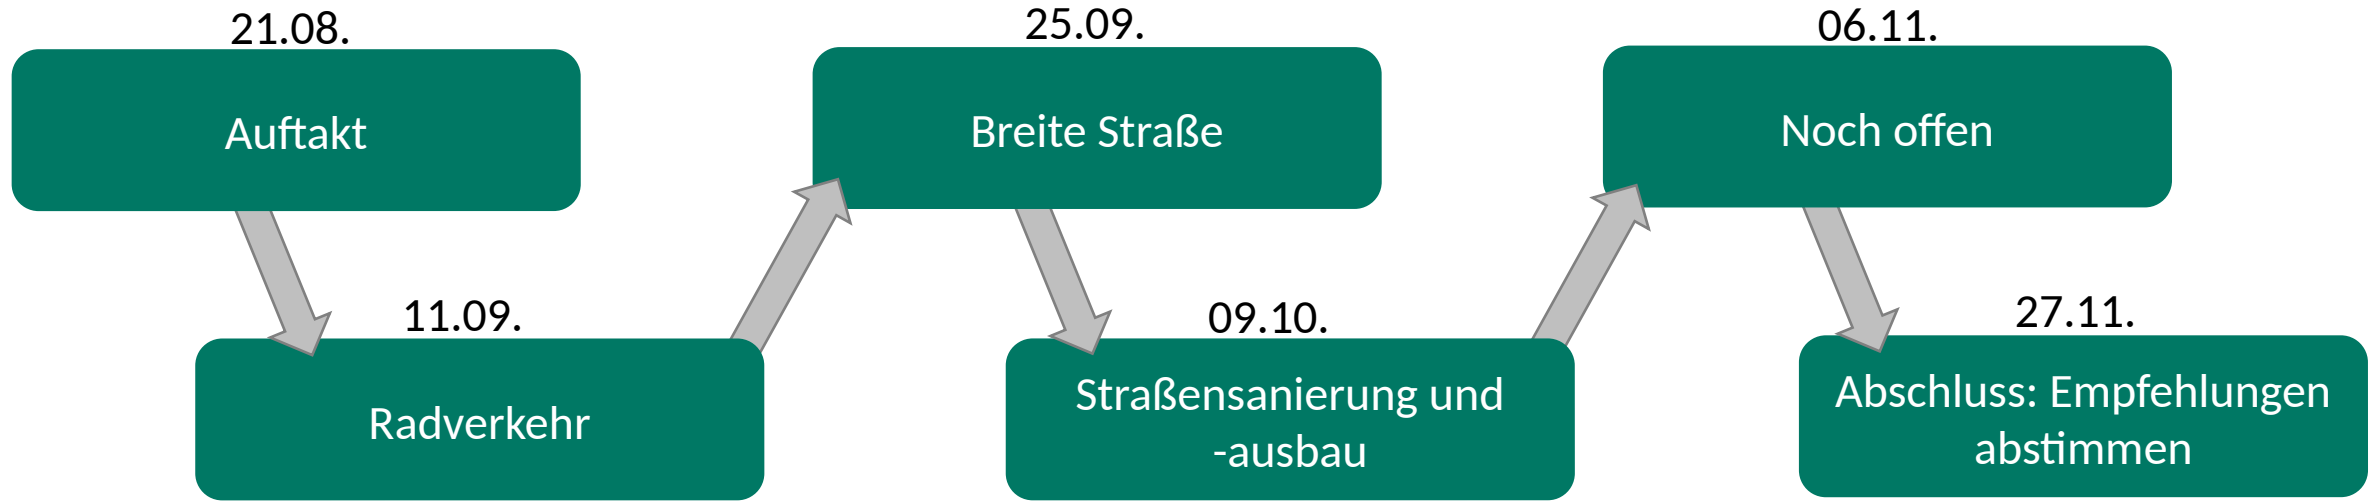 21.08.
Auftakt
11.09.
Radverkehr
25.09.
Breite Straße
09.10.
Straßensanierung und
-ausbau
06.11.
Noch offen
27.11.
Abschluss: Empfehlungen
abstimmen